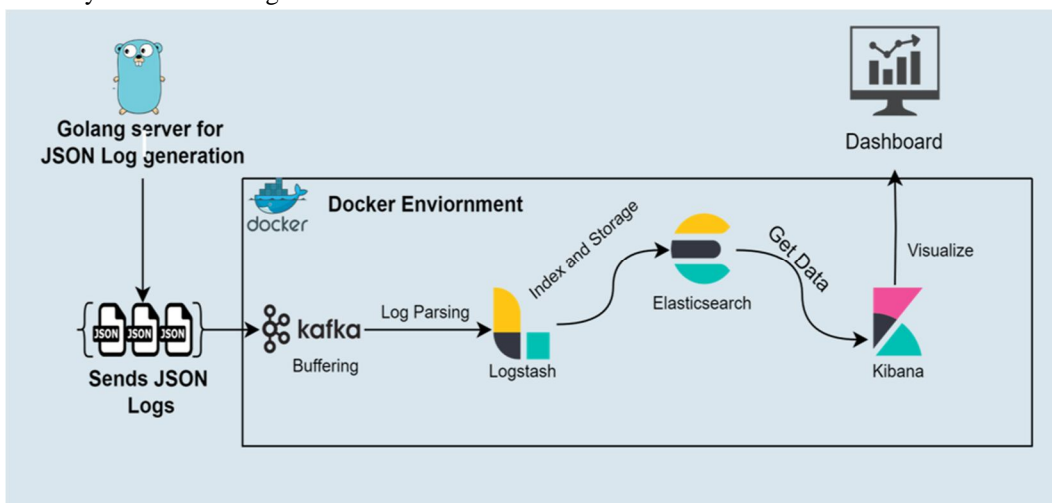 Golang server for
JSON Log generation
Dashboard
docker
Docker Enviornment
Index and Storage
Get Data
Visualize
Elasticsearch
JSON JSON JSON
kafka
Log Parsing
Buffering
Logstash
Kibana
Sends JSON
Logs